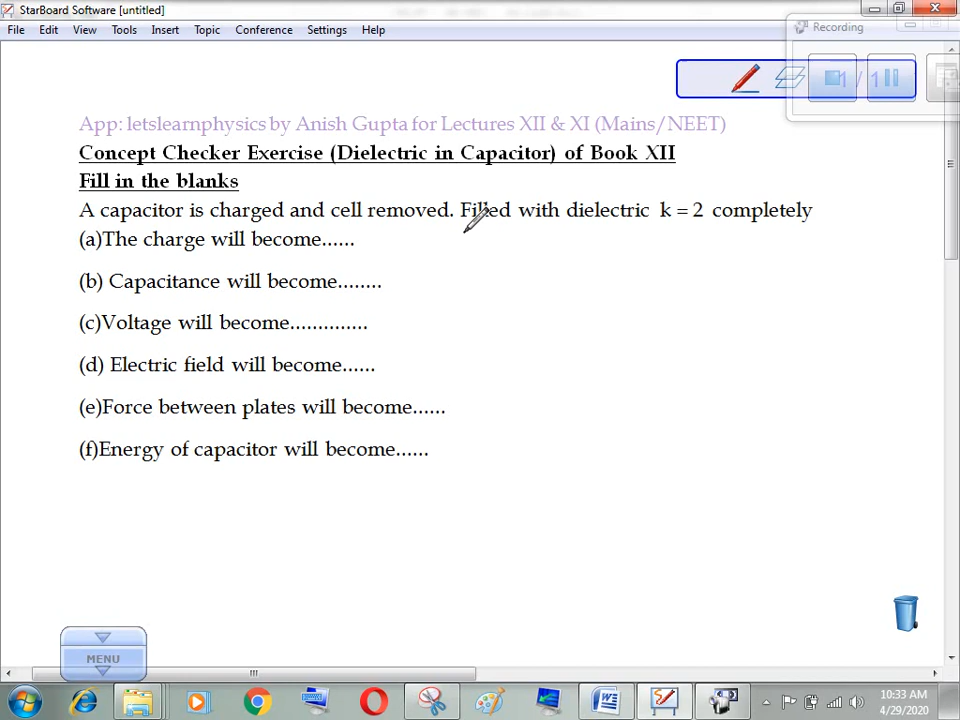 StarBoard Software [untitled]
File Edit View Tools Insert Topic Conference Settings Help
Recording
1 / 1
App: letslearnphysics by Anish Gupta for Lectures XII & XI (Mains/NEET)
Concept Checker Exercise (Dielectric in Capacitor) of Book XII
Fill in the blanks
A capacitor is charged and cell removed. Filled with dielectric k = 2 completely
(a)The charge will become......
(b) Capacitance will become........
(c)Voltage will become..............
(d) Electric field will become......
(e)Force between plates will become......
(f)Energy of capacitor will become......
MENU
10:33 AM
4/29/2020